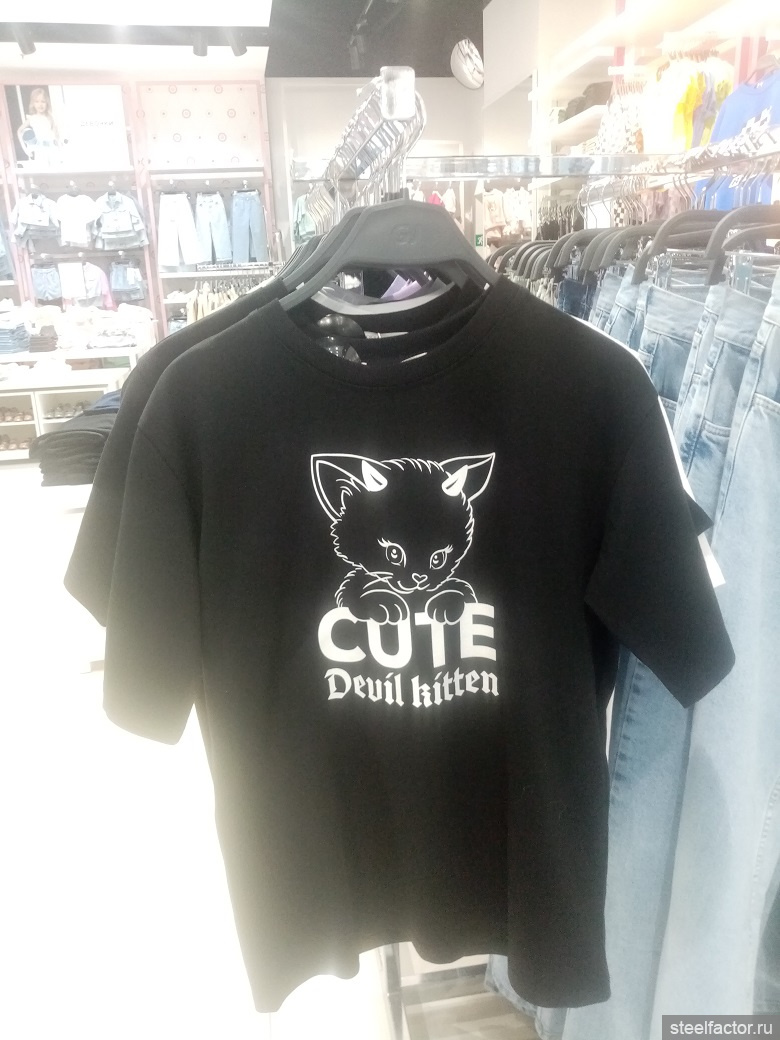 CUTE
Devil kitten
steelfactor.ru